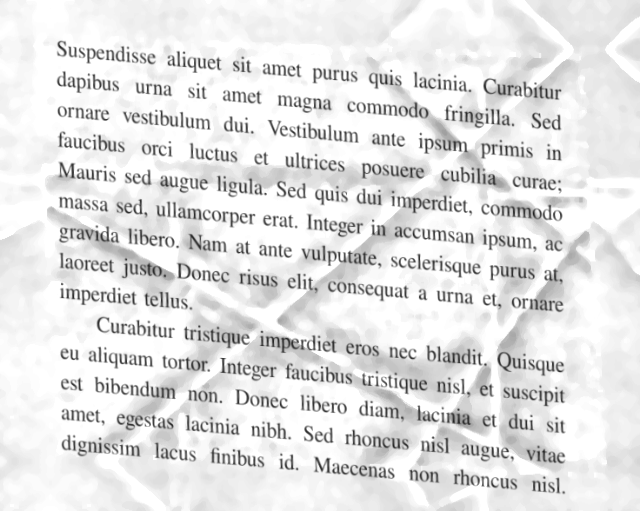 Suspendisse aliquet sit amet purus quis lacinia. Curabitur
dapibus urna sit amet magna commodo fringilla. Sed
ornare vestibulum dui. Vestibulum ante ipsum primis in
faucibus orci luctus et ultrices posuere cubilia curae;
Mauris sed augue ligula. Sed quis dui imperdiet, commodo
massa sed, ullamcorper erat. Integer in accumsan ipsum, ac
gravida libero. Nam at ante vulputate, scelerisque purus at,
laoreet justo. Donec risus elit, consequat a urna et, ornare
imperdiet tellus.
Curabitur tristique imperdiet eros nec blandit. Quisque
eu aliquam tortor. Integer faucibus tristique nisl, et suscipit
est bibendum non. Donec libero diam, lacinia et dui sit
amet, egestas lacinia nibh. Sed rhoncus nisl augue, vitae
dignissim lacus finibus id. Maecenas non rhoncus nisl.